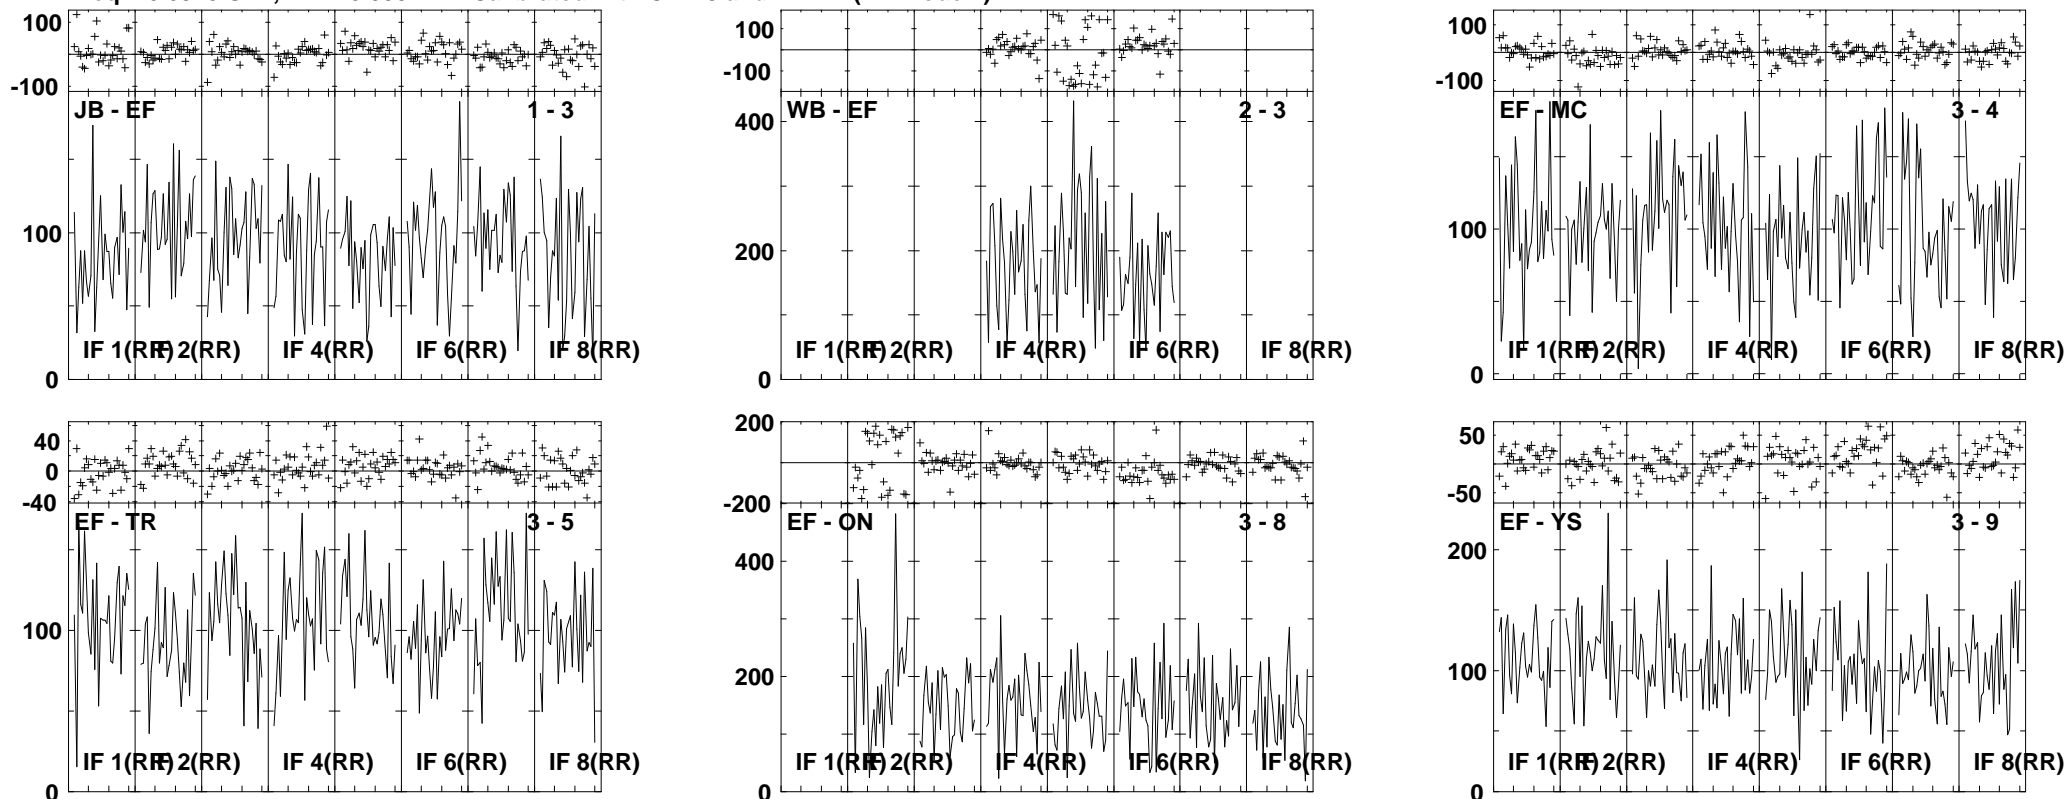 100
-100
JB - EF 1 - 3
100
0
IF 1(RR) IF 2(RR) IF 4(RR) IF 6(RR) IF 8(RR)
100
-100
WB - EF 2 - 3
400
200
0
IF 1(RR) IF 2(RR) IF 4(RR) IF 6(RR) IF 8(RR)
100
-100
EF - MC 3 - 4
100
0
IF 1(RR) IF 2(RR) IF 4(RR) IF 6(RR) IF 8(RR)
40
0
-40
EF - TR 3 - 5
100
0
IF 1(RR) IF 2(RR) IF 4(RR) IF 6(RR) IF 8(RR)
200
-200
EF - ON 3 - 8
400
200
0
IF 1(RR) IF 2(RR) IF 4(RR) IF 6(RR) IF 8(RR)
50
-50
EF - YS 3 - 9
200
100
0
IF 1(RR) IF 2(RR) IF 4(RR) IF 6(RR) IF 8(RR)